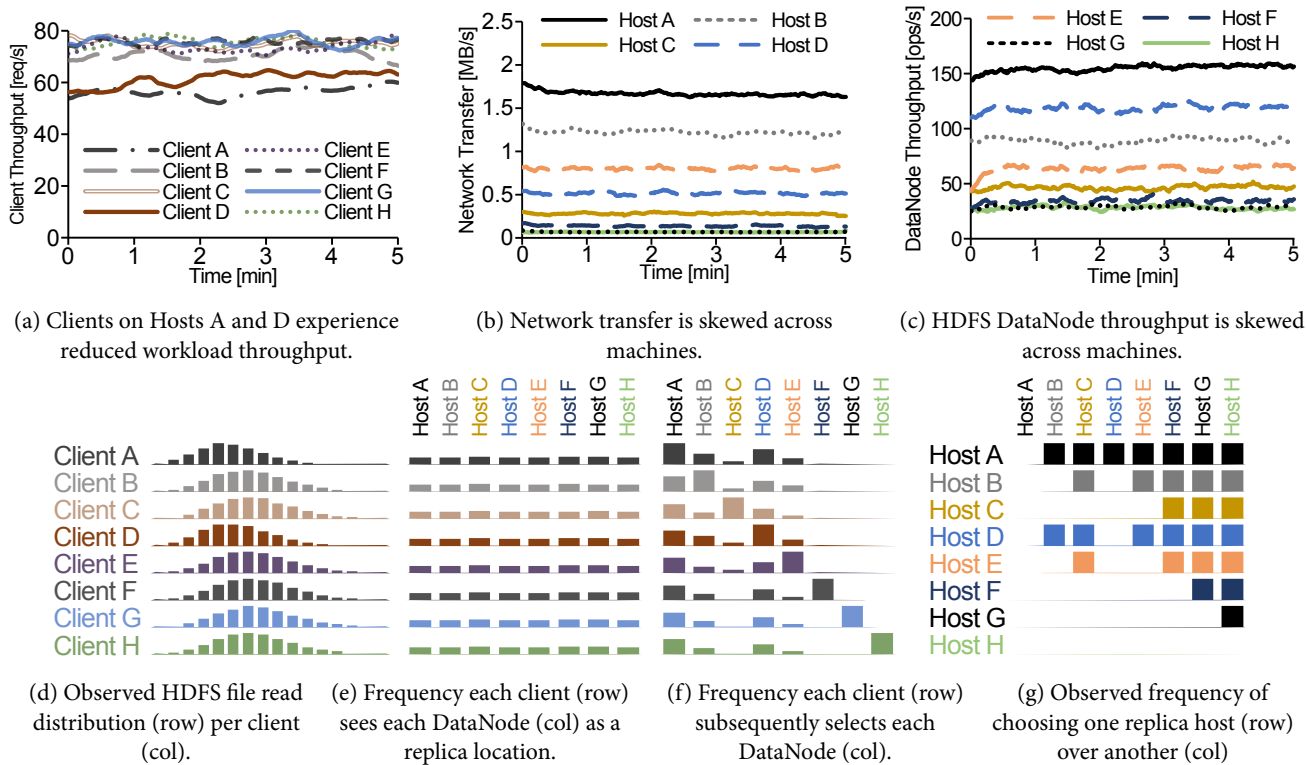 80
60
40
20
0
Client Throughput [req/s]
Client A
Client B
Client C
Client D
Client E
Client F
Client G
Client H
0 1 2 3 4 5
Time [min]
(a) Clients on Hosts A and D experience
reduced workload throughput.
Host A
Host B
Host C
Host D
2.5
2
1.5
1
0.5
0
Network Transfer [MB/s]
0 1 2 3 4 5
Time [min]
(b) Network transfer is skewed across
machines.
Host E
Host F
Host G
Host H
200
150
100
50
0
DataNode Throughput [ops/s]
0 1 2 3 4 5
Time [min]
(c) HDFS DataNode throughput is skewed
across machines.
Client A
Client B
Client C
Client D
Client E
Client F
Client G
Client H
(d) Observed HDFS file read
distribution (row) per client
(col).
Host A
Host B
Host C
Host D
Host E
Host F
Host G
Host H
(e) Frequency each client (row)
sees each DataNode (col) as a
replica location.
Host A
Host B
Host C
Host D
Host E
Host F
Host G
Host H
(f) Frequency each client (row)
subsequently selects each
DataNode (col).
Host A
Host B
Host C
Host D
Host E
Host F
Host G
Host H
Host A
Host B
Host C
Host D
Host E
Host F
Host G
Host H
(g) Observed frequency of
choosing one replica host (row)
over another (col)